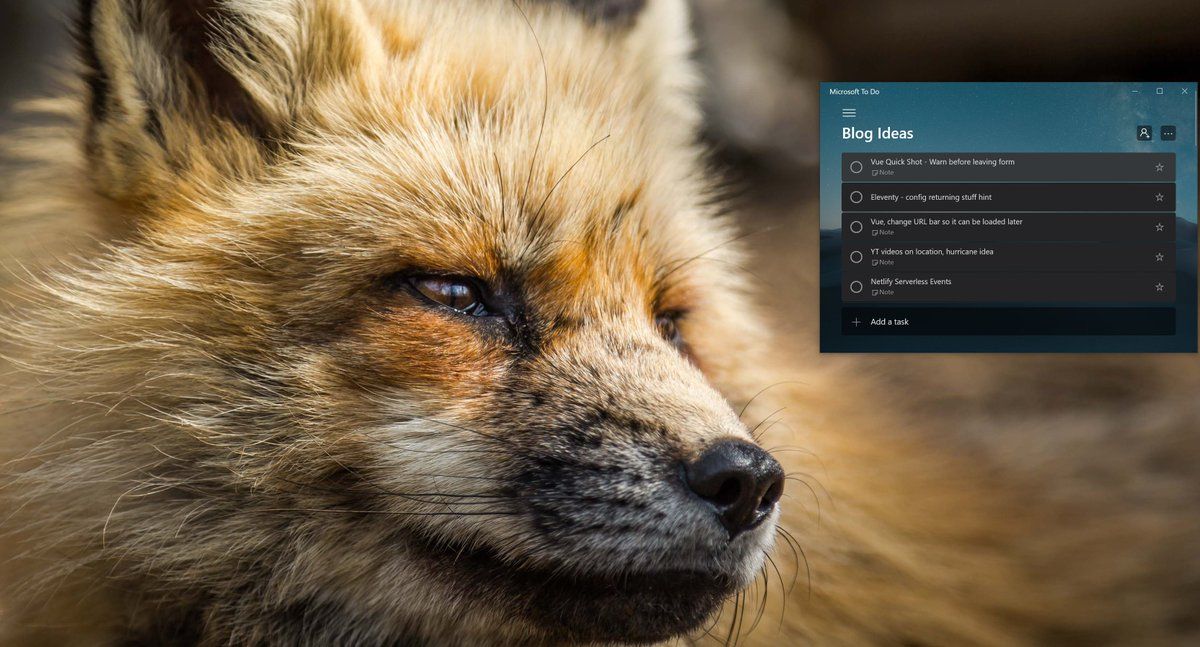 Microsoft To Do
Blog Ideas
Vue Quick Shot - Warn before leaving form
Note
Eleventy - config returning stuff hint
Vue, change URL bar so it can be loaded later
Note
YT videos on location, hurricane idea
Note
Netlify Serverless Events
Note
Add a task